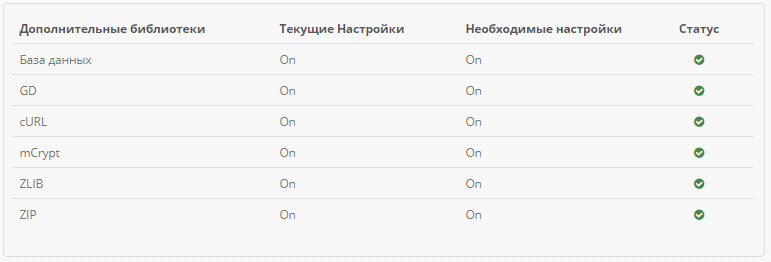 Дополнительные библиотеки Текущие Настройки Необходимые настройки Статус
База данных On On
GD On On
cURL On On
mCrypt On On
ZLIB On On
ZIP On On